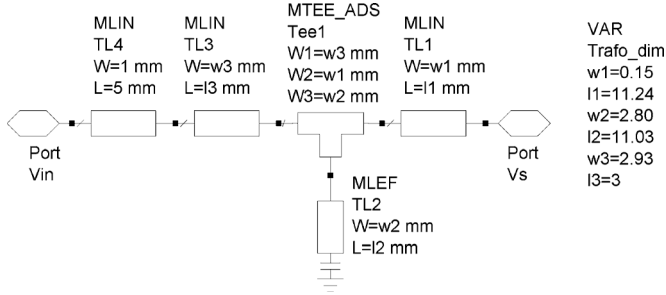 MLIN
TL4
W=1 mm
L=5 mm
MLIN
TL3
W=w3 mm
L=l3 mm
MTEE_ADS
Tee1
W1=w3 mm
W2=w1 mm
W3=w2 mm
MLIN
TL1
W=w1 mm
L=l1 mm
VAR
Trafo_dim
w1=0.15
l1=11.24
w2=2.80
l2=11.03
w3=2.93
l3=3
Port
Vin
Port
Vs
MLEF
TL2
W=w2 mm
L=l2 mm